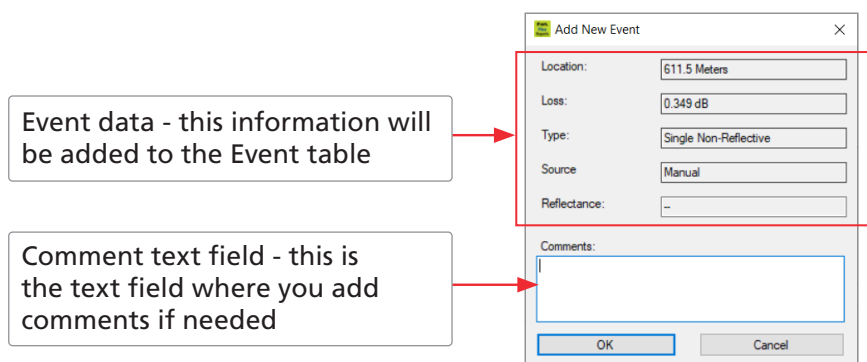 Add New Event
Location:
611.5 Meters
Loss:
0.349 dB
Event data - this information will
be added to the Event table
Type:
Single Non-Reflective
Source
Manual
Reflectance:
--
Comment text field - this is
the text field where you add
comments if needed
Comments:
OK
Cancel